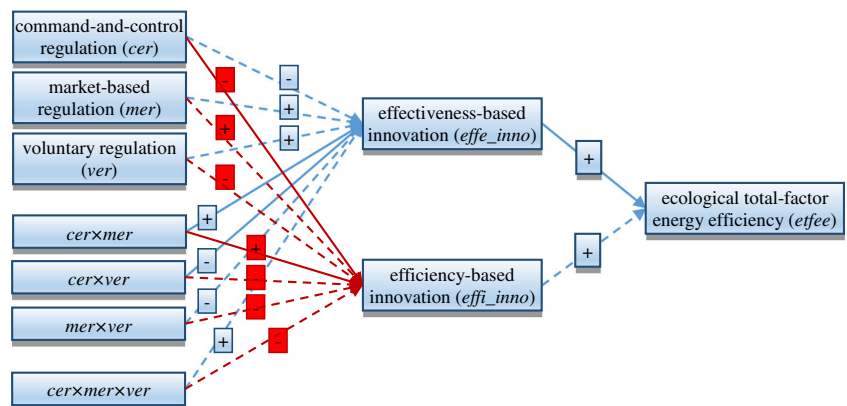 command-and-control
regulation (cer)
market-based
regulation (mer)
voluntary regulation
(ver)
cer×mer
cer×ver
mer×ver
cer×mer×ver
-
-
+
+
+
-
+
+
-
-
+
-
effectiveness-based
innovation (effe_inno)
efficiency-based
innovation (effi_inno)
+
+
ecological total-factor
energy efficiency (etfee)